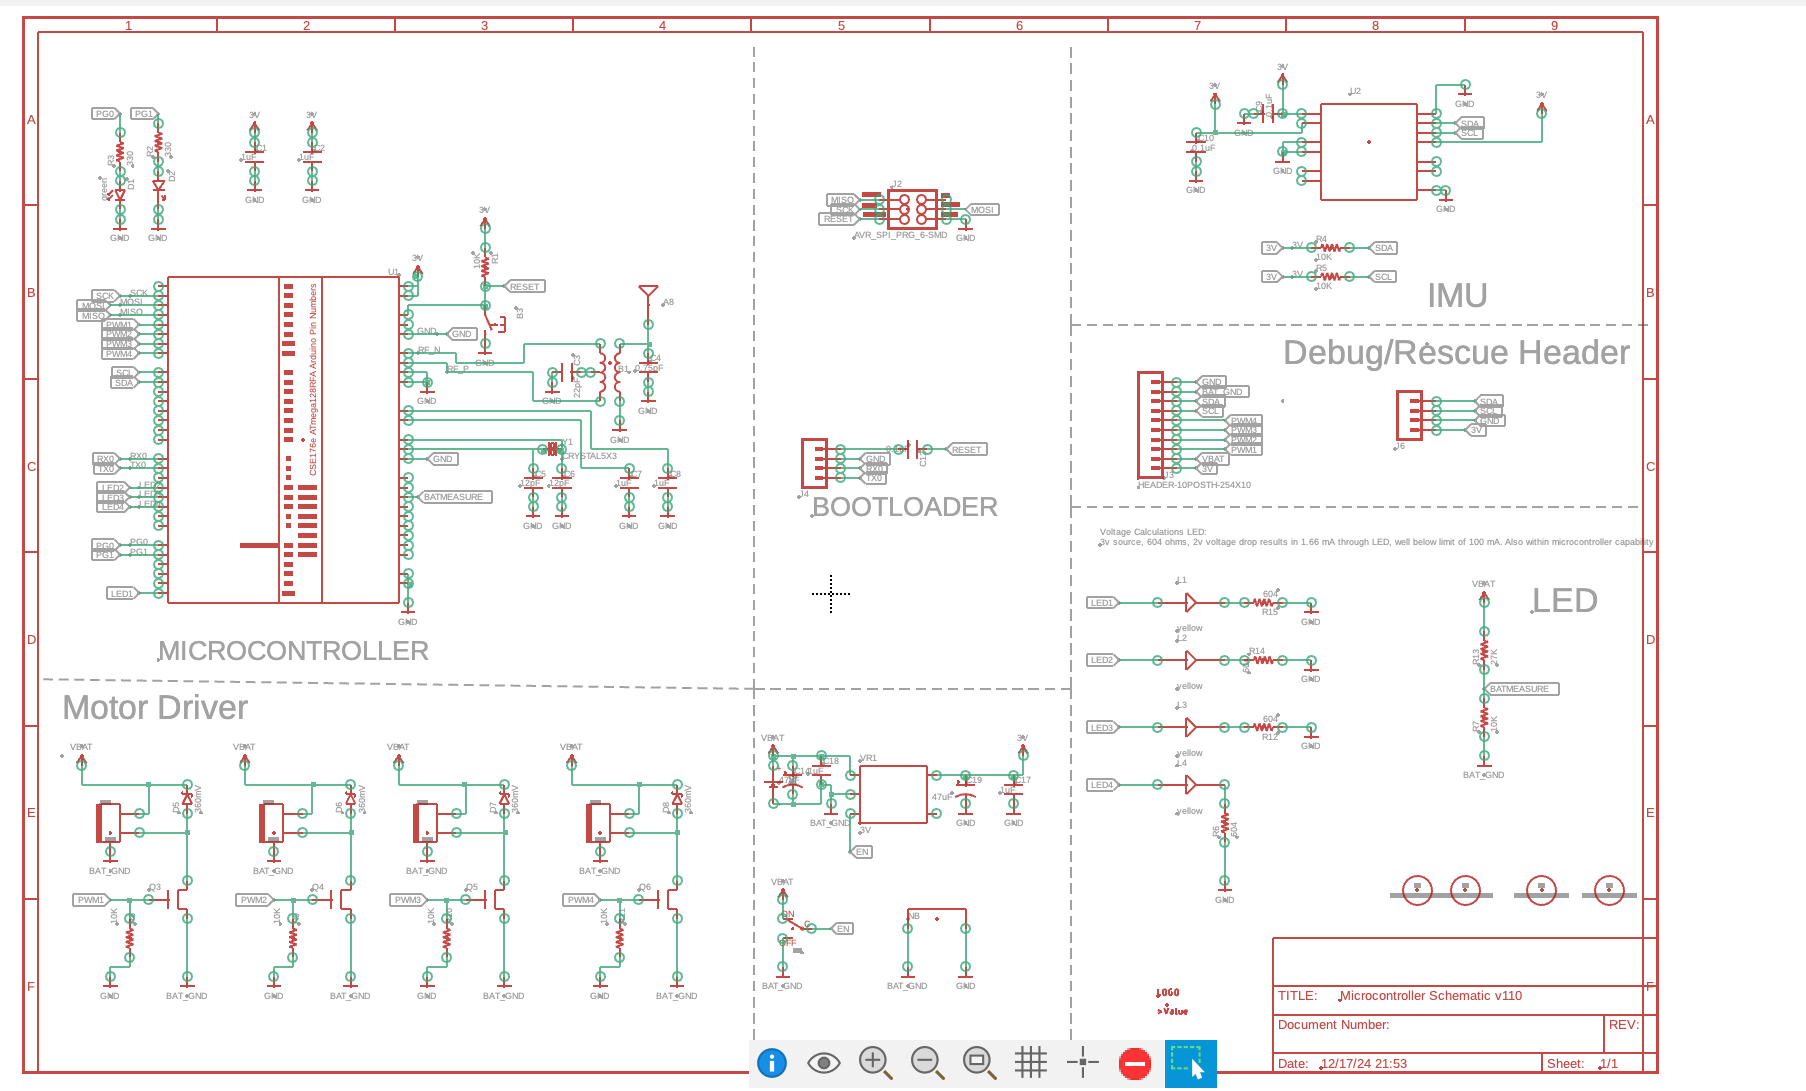 1 2 3 4 5 6 7 8 9
A
B
C
D
E
F
A
B
C
D
E
F
PG0 PG1
R3 330 R2 330
green D1 D2
GND GND
3V 3V
1uF C1 1uF C2
GND GND
3V
10K R1
RESET
B3
GND
U1
3V
SCK SCK
MOSI MOSI
MISO MISO
PWM1
PWM2
PWM3
PWM4
SCL
SDA
RX0 RX0
TX0 TX0
LED2
LED3
LED4
PG0 PG0
PG1 PG1
LED1
CSE176e ATmega128RFA Arduino Pin Numbers
GND GND
RF_N
RF_P
GND
C3
22pF
GND
B1
A8
C4
0.75pF
GND
GND
Y1
CRYSTAL5X3
GND
C5 C6 C7 C8
12pF 12pF 1uF 1uF
GND GND GND GND
BATMEASURE
GND
MICROCONTROLLER
J2
MISO
SCK
RESET
MOSI
AVR_SPI_PRG_6-SMD
GND
GND
RX0
TX0
RESET
J4
BOOTLOADER
3V
3V
C9 0.1uF
GND
C10
0.1uF
GND
GND
U2
GND
SDA
SCL
3V
GND
3V 3V R4 SDA
10K
3V 3V R5 SCL
10K
IMU
Debug/Rescue Header
GND
BAT_GND
SDA
SCL
PWM4
PWM3
PWM2
PWM1
VBAT
3V
J3
HEADER-10POSTH-254X10
SDA
SCL
GND
3V
J6
Voltage Calculations LED:
3v source, 604 ohms, 2v voltage drop results in 1.66 mA through LED, well below limit of 100 mA. Also within microcontroller capability
LED
LED1 L1 604 R15 GND
yellow
LED2 L2 R14 GND
yellow
LED3 L3 604 R12 GND
yellow
LED4 L4
yellow
R6 604
GND
VBAT
R13 27K
BATMEASURE
R7 10K
BAT_GND
Motor Driver
VBAT VBAT VBAT VBAT
D5 360mV D6 360mV D7 360mV D8 360mV
BAT_GND BAT_GND BAT_GND BAT_GND
PWM1 Q3 PWM2 Q4 PWM3 Q5 PWM4 Q6
10K 10K 10K 10K
GND BAT_GND GND BAT_GND GND BAT_GND GND BAT_GND
VBAT
C18
VR1
3V
BAT_GND
3V
EN
47uF C19
1uF C17
GND GND
VBAT
ON
OFF
EN
BAT_GND
NB
BAT_GND GND
LOGO
>Value
TITLE: Microcontroller Schematic v110
Document Number: REV:
Date: 12/17/24 21:53 Sheet: 1/1